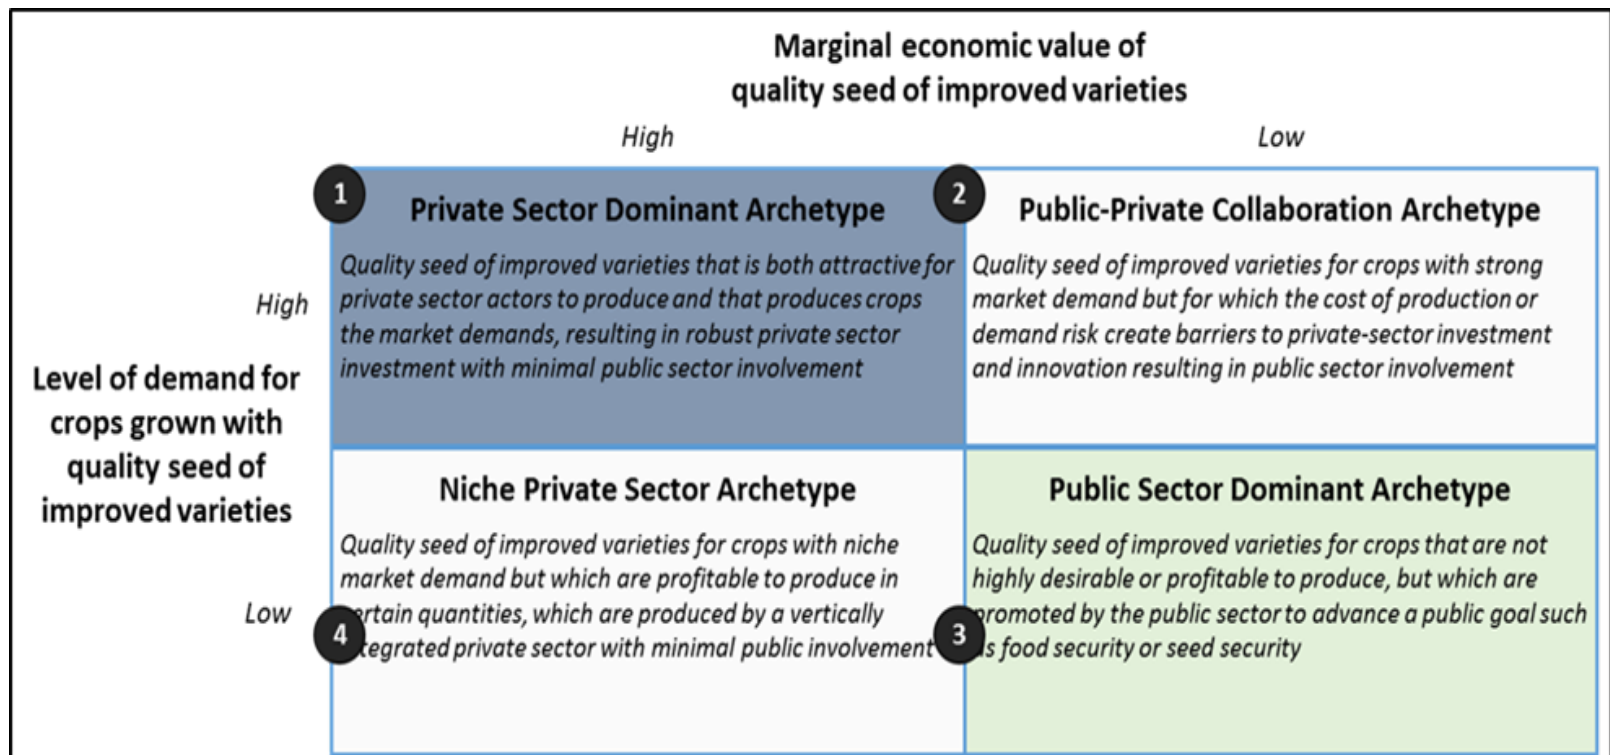 Marginal economic value of
quality seed of improved varieties
High
Low
Level of demand for
crops grown with
quality seed of
improved varieties
High
Low
1
Private Sector Dominant Archetype
Quality seed of improved varieties that is both attractive for
private sector actors to produce and that produces crops
the market demands, resulting in robust private sector
investment with minimal public sector involvement
2
Public-Private Collaboration Archetype
Quality seed of improved varieties for crops with strong
market demand but for which the cost of production or
demand risk create barriers to private-sector investment
and innovation resulting in public sector involvement
4
Niche Private Sector Archetype
Quality seed of improved varieties for crops with niche
market demand but which are profitable to produce in
ertain quantities, which are produced by a vertically
tegrated private sector with minimal public involvement
3
Public Sector Dominant Archetype
Quality seed of improved varieties for crops that are not
highly desirable or profitable to produce, but which are
promoted by the public sector to advance a public goal such
s food security or seed security